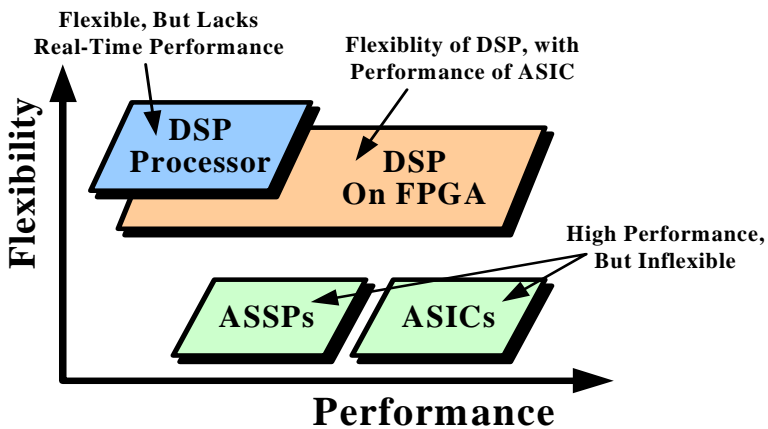 Flexible, But Lacks
Real-Time Performance
Flexiblity of DSP, with
Performance of ASIC
DSP
Processor
DSP
On FPGA
High Performance,
But Inflexible
ASSPs
ASICs
Flexibility
Performance